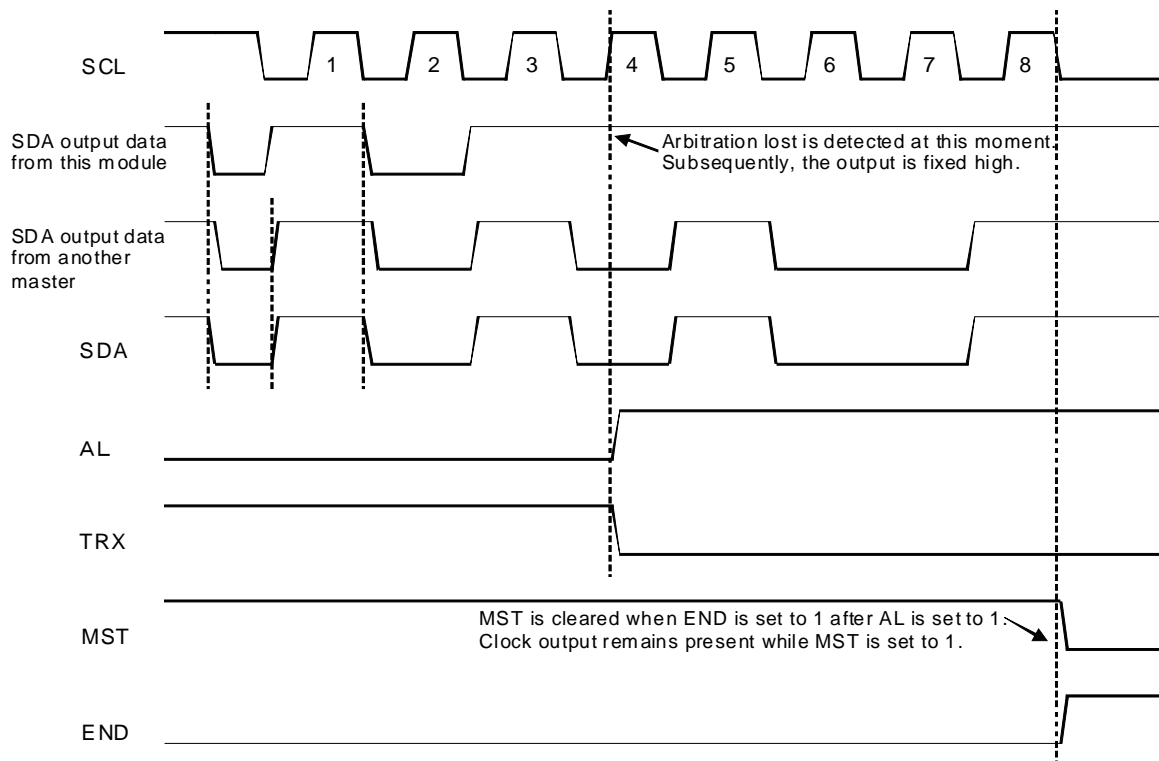 SCL
1 2 3 4 5 6 7 8
SDA output data
from this module
Arbitration lost is detected at this moment.
Subsequently, the output is fixed high.
SDA output data
from another
master
SDA
AL
TRX
MST
MST is cleared when END is set to 1 after AL is set to 1.
Clock output remains present while MST is set to 1.
END